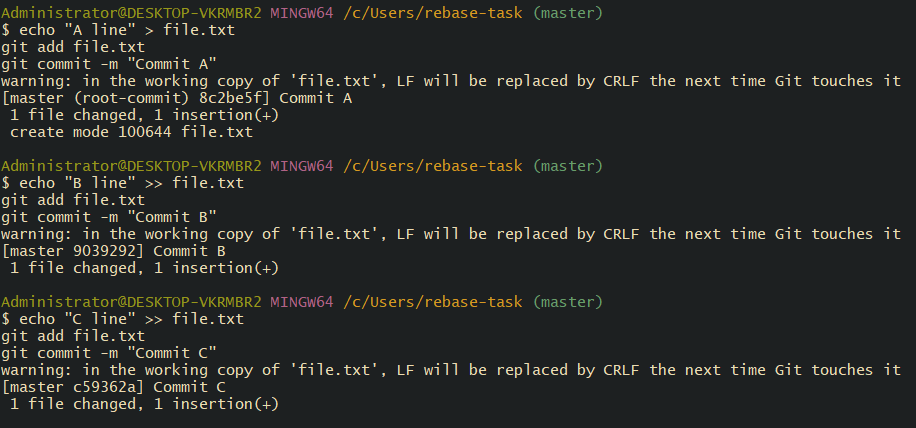 Administrator@DESKTOP-VKRMBR2 MINGW64 /c/Users/rebase-task (master)
$ echo "A line" > file.txt
git add file.txt
git commit -m "Commit A"
warning: in the working copy of 'file.txt', LF will be replaced by CRLF the next time Git touches it
[master (root-commit) 8c2be5f] Commit A
 1 file changed, 1 insertion(+)
 create mode 100644 file.txt

Administrator@DESKTOP-VKRMBR2 MINGW64 /c/Users/rebase-task (master)
$ echo "B line" >> file.txt
git add file.txt
git commit -m "Commit B"
warning: in the working copy of 'file.txt', LF will be replaced by CRLF the next time Git touches it
[master 9039292] Commit B
 1 file changed, 1 insertion(+)

Administrator@DESKTOP-VKRMBR2 MINGW64 /c/Users/rebase-task (master)
$ echo "C line" >> file.txt
git add file.txt
git commit -m "Commit C"
warning: in the working copy of 'file.txt', LF will be replaced by CRLF the next time Git touches it
[master c59362a] Commit C
 1 file changed, 1 insertion(+)